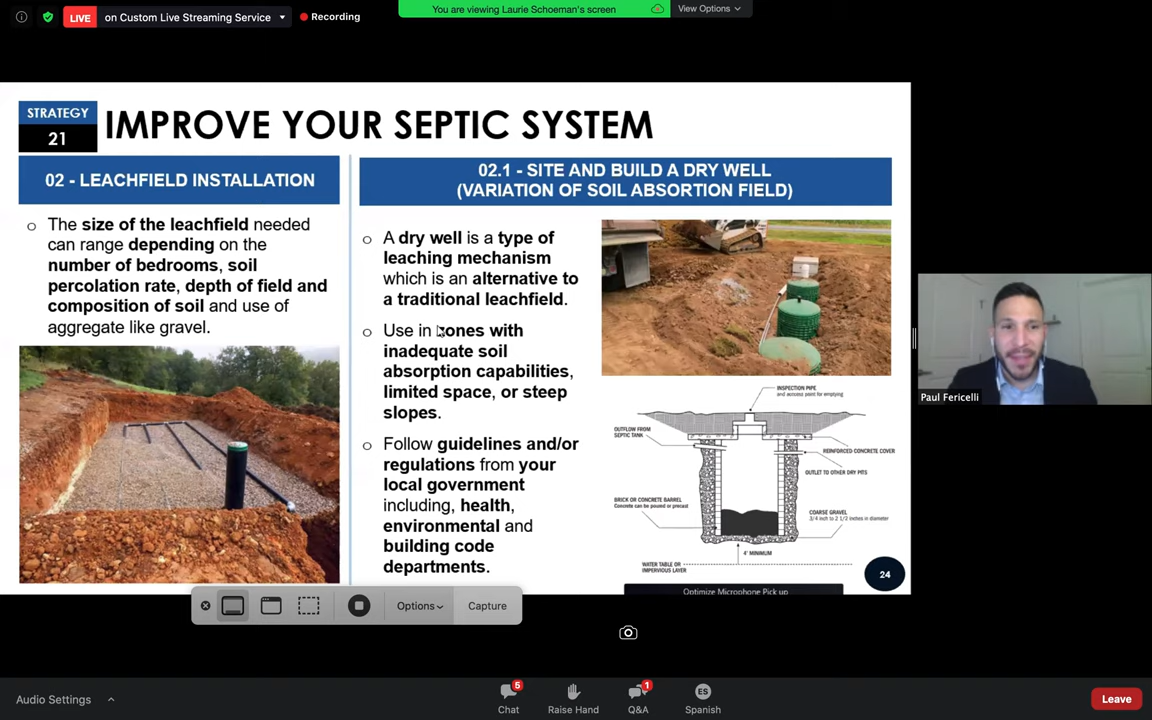 LIVE
on Custom Live Streaming Service
Recording
You are viewing Laurie Schoeman's screen
View Options
STRATEGY
21
IMPROVE YOUR SEPTIC SYSTEM
02 - LEACHFIELD INSTALLATION
o The size of the leachfield needed
can range depending on the
number of bedrooms, soil
percolation rate, depth of field and
composition of soil and use of
aggregate like gravel.
02.1 - SITE AND BUILD A DRY WELL
(VARIATION OF SOIL ABSORTION FIELD)
o A dry well is a type of
leaching mechanism
which is an alternative to
a traditional leachfield.
o Use in zones with
inadequate soil
absorption capabilities,
limited space, or steep
slopes.
o Follow guidelines and/or
regulations from your
local government
including, health,
environmental and
building code
departments.
INSPECTION PIPE
and access point for emptying
OUTFLOW FROM
SEPTIC TANK
REINFORCED CONCRETE COVER
OUTLET TO OTHER DRY PITS
BRICK OR CONCRETE BARREL
Concrete can be pound or precast
COARSE GRAVEL
3/4 inch to 2 1/2 inches in diameter
4' MINIMUM
WATER TABLE OR
IMPERVIOUS LAYER
24
Optimize Microphone Pick up
Paul Fericelli
Options
Capture
Audio Settings
5
Chat
Raise Hand
1
Q&A
ES
Spanish
Leave